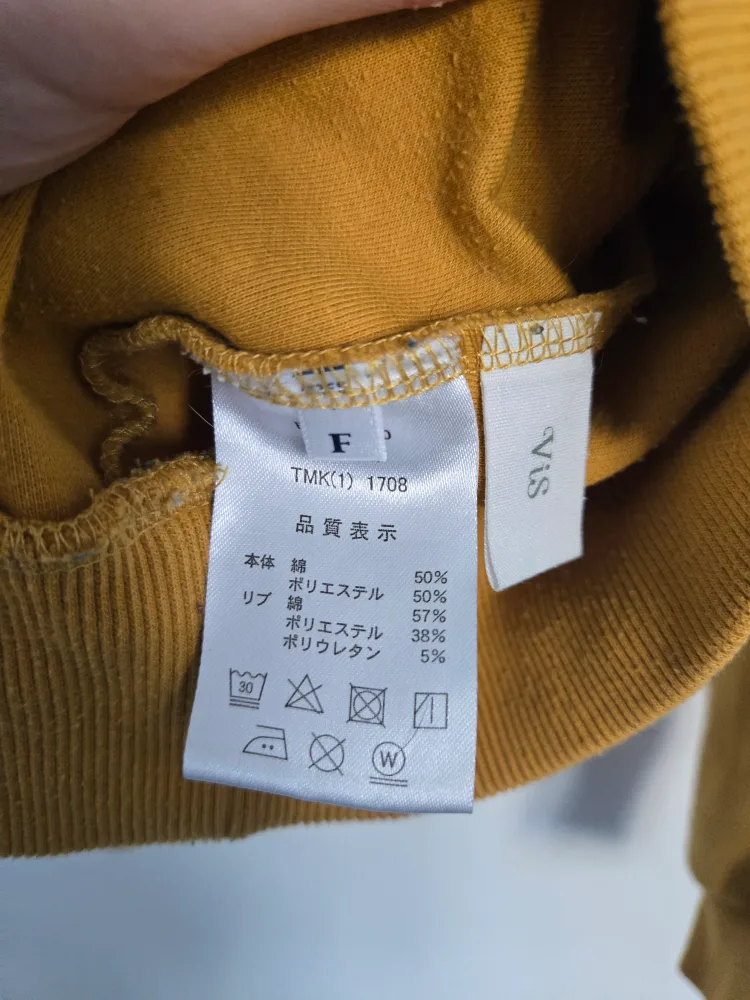 F
TMK(1) 1708
品質表示
本体 綿 50%
ポリエステル 50%
リブ 綿 57%
ポリエステル 38%
ポリウレタン 5%
30
W
ViS